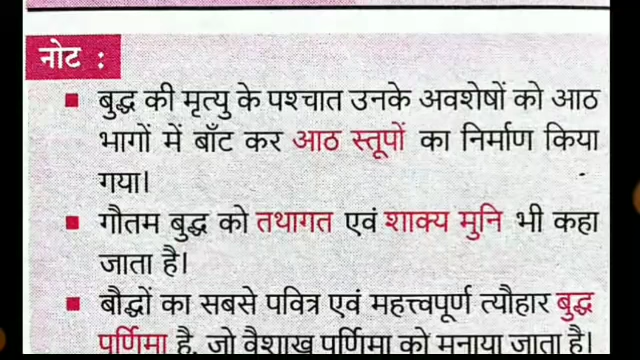 नोट :
बुद्ध की मृत्यु के पश्चात उनके अवशेषों को आठ
भागों में बाँट कर आठ स्तूपों का निर्माण किया
गया।
गौतम बुद्ध को तथागत एवं शाक्य मुनि भी कहा
जाता है।
बौद्धों का सबसे पवित्र एवं महत्त्वपूर्ण त्यौहार बुद्ध
पूर्णिमा है, जो वैशाख पूर्णिमा को मनाया जाता है।